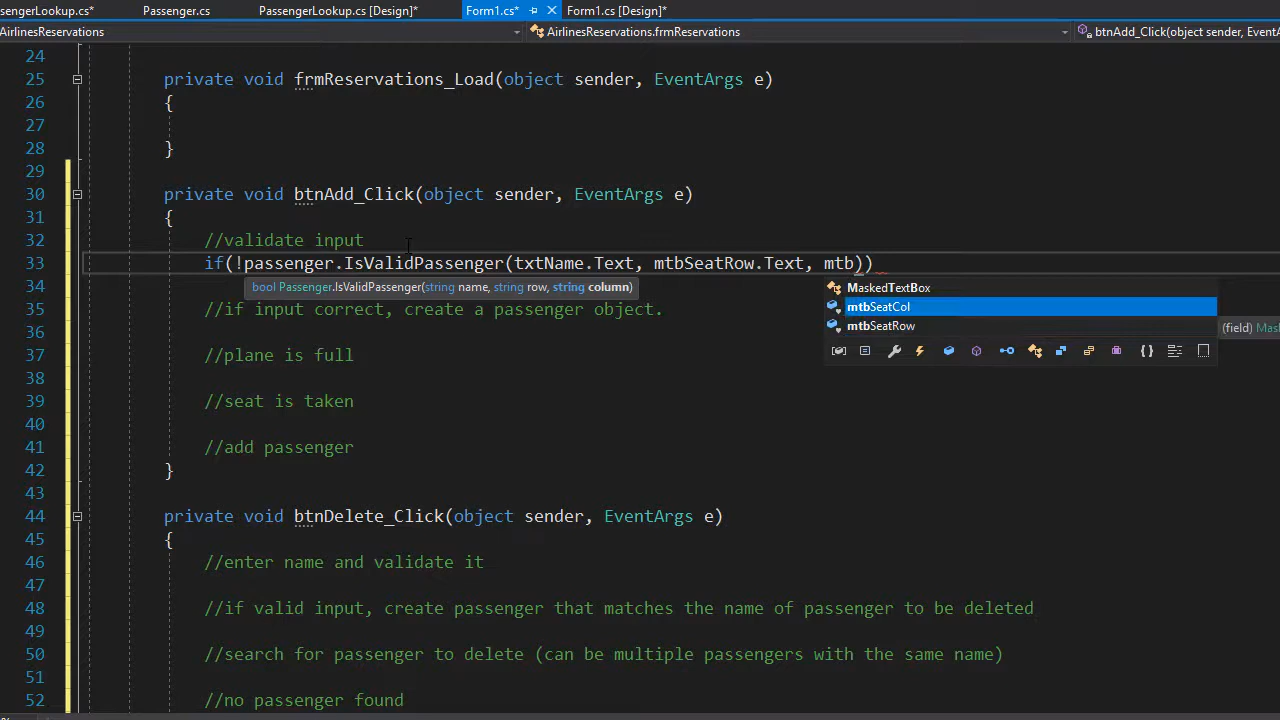 sengerLookup.cs* Passenger.cs PassengerLookup.cs [Design]* Form1.cs* Form1.cs [Design]*
AirlinesReservations AirlinesReservations.frmReservations btnAdd_Click(object sender, EventA
24
25 private void frmReservations_Load(object sender, EventArgs e)
26 {
27
28 }
29
30 private void btnAdd_Click(object sender, EventArgs e)
31 {
32 //validate input
33 if(!passenger.IsValidPassenger(txtName.Text, mtbSeatRow.Text, mtb))
34 bool Passenger.IsValidPassenger(string name, string row, string column) MaskedTextBox
35 //if input correct, create a passenger object. mtbSeatCol
36 mtbSeatRow (field) Mas
37 //plane is full { }
38
39 //seat is taken
40
41 //add passenger
42 }
43
44 private void btnDelete_Click(object sender, EventArgs e)
45 {
46 //enter name and validate it
47
48 //if valid input, create passenger that matches the name of passenger to be deleted
49
50 //search for passenger to delete (can be multiple passengers with the same name)
51
52 //no passenger found